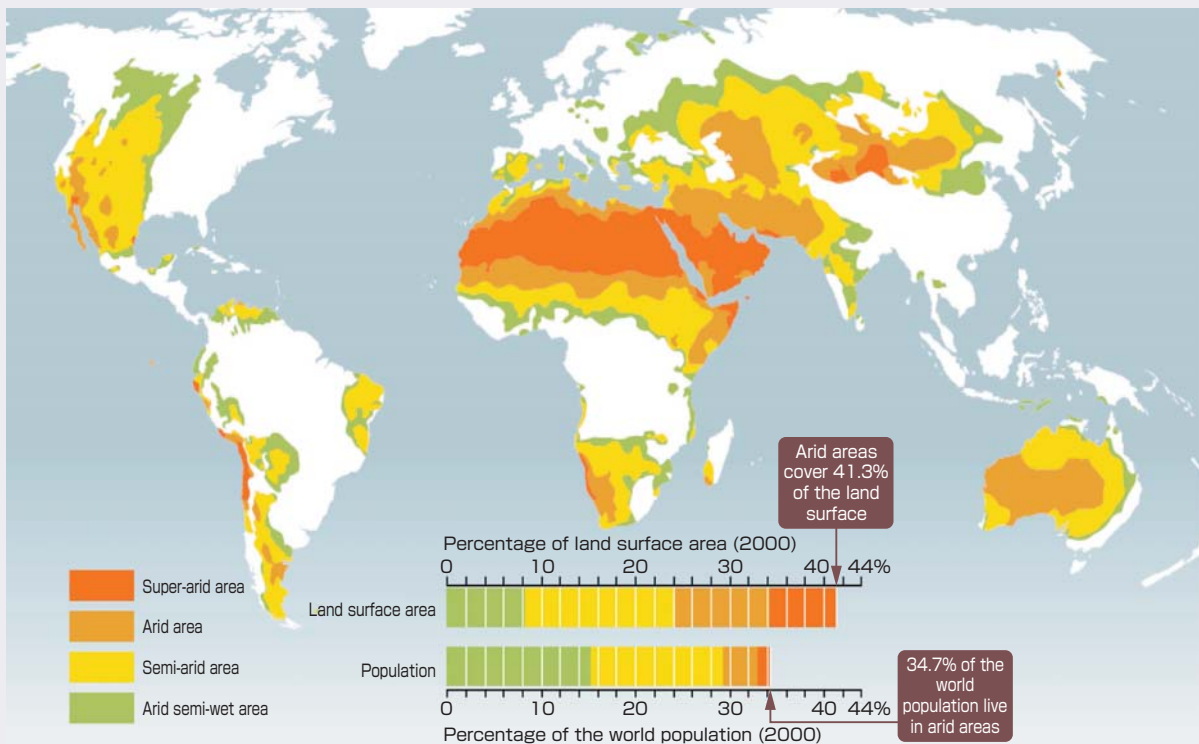 Arid areas
cover 41.3%
of the land
surface
Percentage of land surface area (2000)
0 10 20 30 40 44%
Super-arid area
Land surface area
Arid area
Semi-arid area
Population
34.7% of the
world
population live
in arid areas
Arid semi-wet area
0 10 20 30 40 44%
Percentage of the world population (2000)